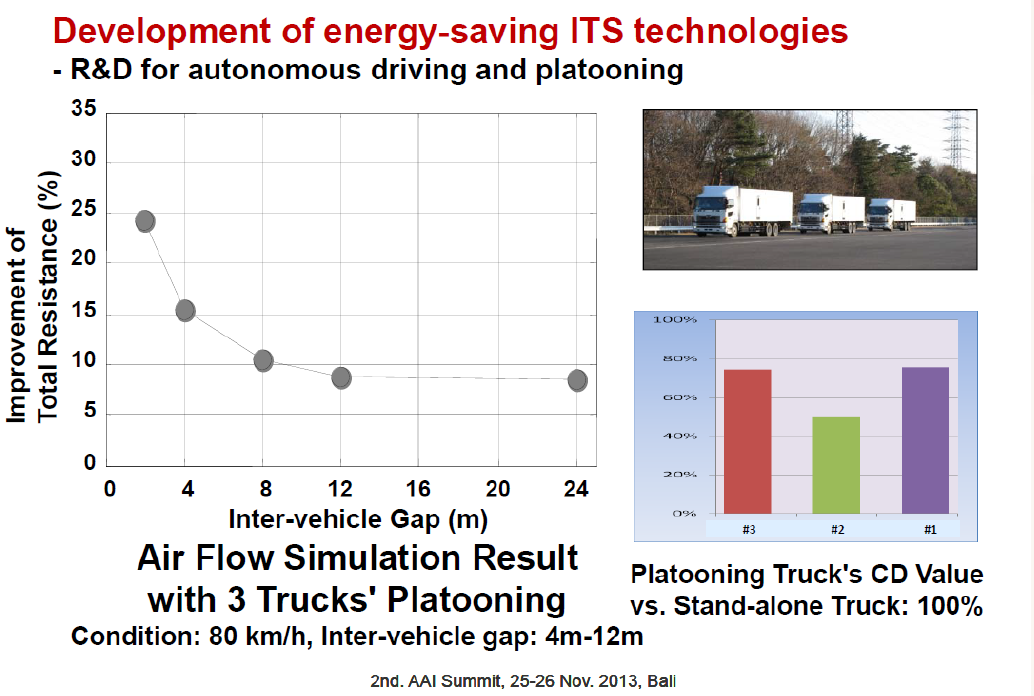 Development of energy-saving ITS technologies
- R&D for autonomous driving and platooning
Improvement of
Total Resistance (%)
35
30
25
20
15
10
5
0
0 4 8 12 16 20 24
Inter-vehicle Gap (m)
Air Flow Simulation Result
with 3 Trucks' Platooning
Condition: 80 km/h, Inter-vehicle gap: 4m-12m
100%
80%
60%
40%
20%
0%
#3 #2 #1
Platooning Truck's CD Value
vs. Stand-alone Truck: 100%
2nd. AAI Summit, 25-26 Nov. 2013, Bali